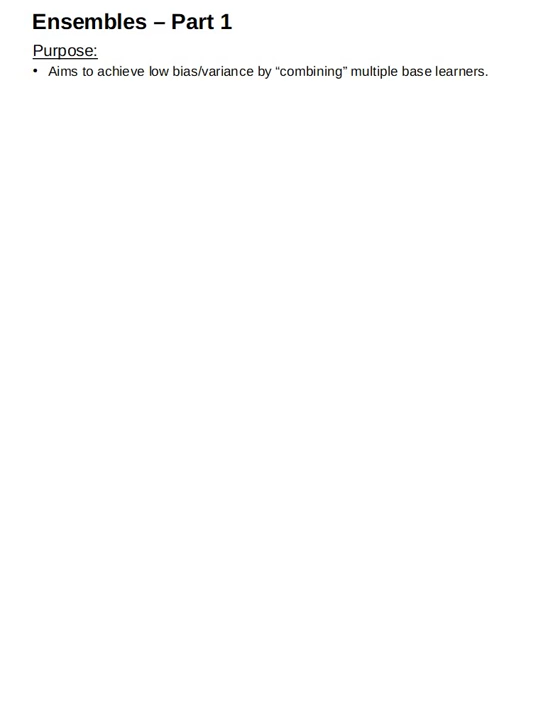 Ensembles – Part 1
Purpose:
• Aims to achieve low bias/variance by “combining” multiple base learners.